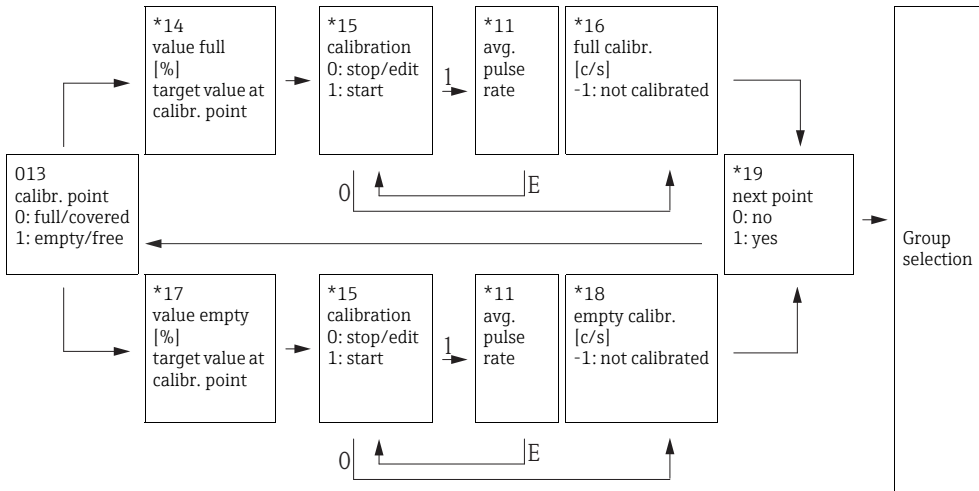 *14
value full
[%]
target value at
calibr. point
*15
calibration
0: stop/edit
1: start
1
*11
avg.
pulse
rate
*16
full calibr.
[c/s]
-1: not calibrated
0
E
013
calibr. point
0: full/covered
1: empty/free
*19
next point
0: no
1: yes
Group
selection
*17
value empty
[%]
target value at
calibr. point
*15
calibration
0: stop/edit
1: start
1
*11
avg.
pulse
rate
*18
empty calibr.
[c/s]
-1: not calibrated
0
E